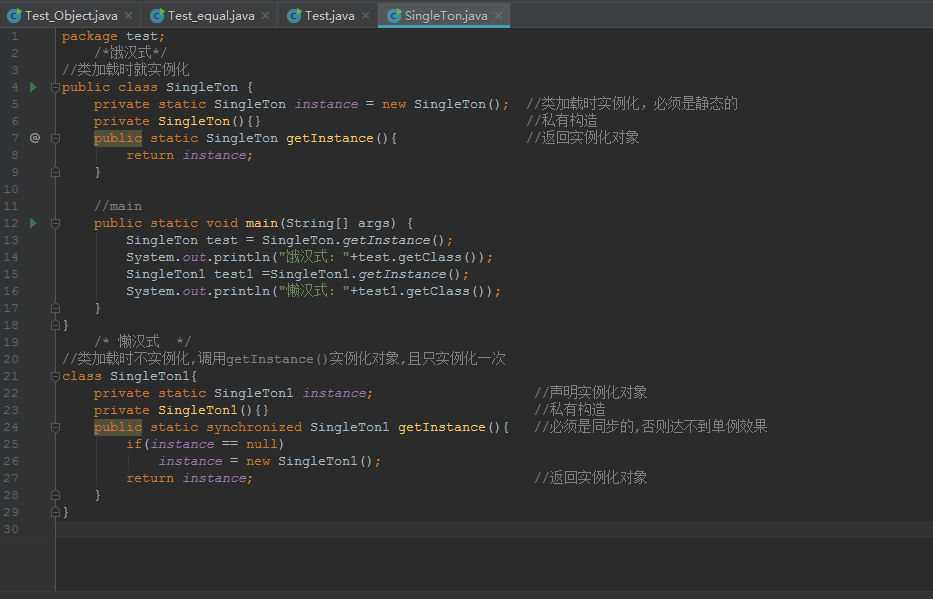 Test_Object.java × Test_equal.java × Test.java × SingleTon.java ×
1 package test;
2 /*饿汉式*/
3 //类加载时就实例化
4 public class SingleTon {
5 private static SingleTon instance = new SingleTon(); //类加载时实例化，必须是静态的
6 private SingleTon(){} //私有构造
7 @ public static SingleTon getInstance(){ //返回实例化对象
8 return instance;
9 }
10
11 //main
12 public static void main(String[] args) {
13 SingleTon test = SingleTon.getInstance();
14 System.out.println("饿汉式："+test.getClass());
15 SingleTon1 test1 =SingleTon1.getInstance();
16 System.out.println("懒汉式："+test1.getClass());
17 }
18 }
19 /* 懒汉式 */
20 //类加载时不实例化,调用getInstance()实例化对象,且只实例化一次
21 class SingleTon1{
22 private static SingleTon1 instance; //声明实例化对象
23 private SingleTon1(){} //私有构造
24 public static synchronized SingleTon1 getInstance(){ //必须是同步的,否则达不到单例效果
25 if(instance == null)
26 instance = new SingleTon1();
27 return instance; //返回实例化对象
28 }
29 }
30